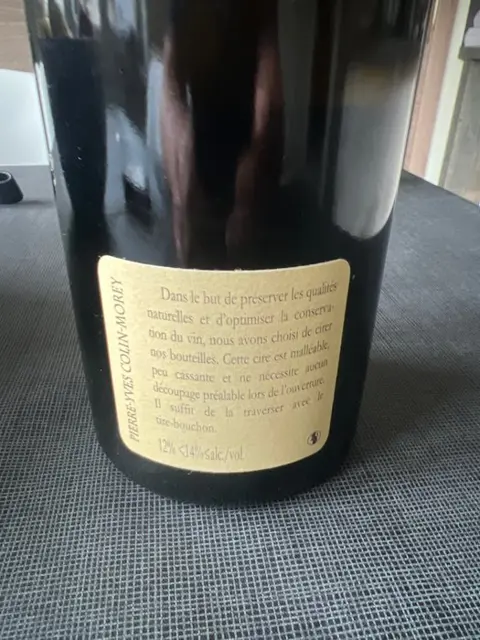 PIERRE-YVES COLIN-MOREY
Dans le but de préserver les qualités
naturelles et d'optimiser la conserva-
tion du vin, nous avons choisi de cirer
nos bouteilles. Cette cire est malléable,
peu cassante et ne nécessite aucun
découpage préalable lors de l'ouverture.
Il suffit de la traverser avec le
tire-bouchon.
12% <14%≤alc./vol